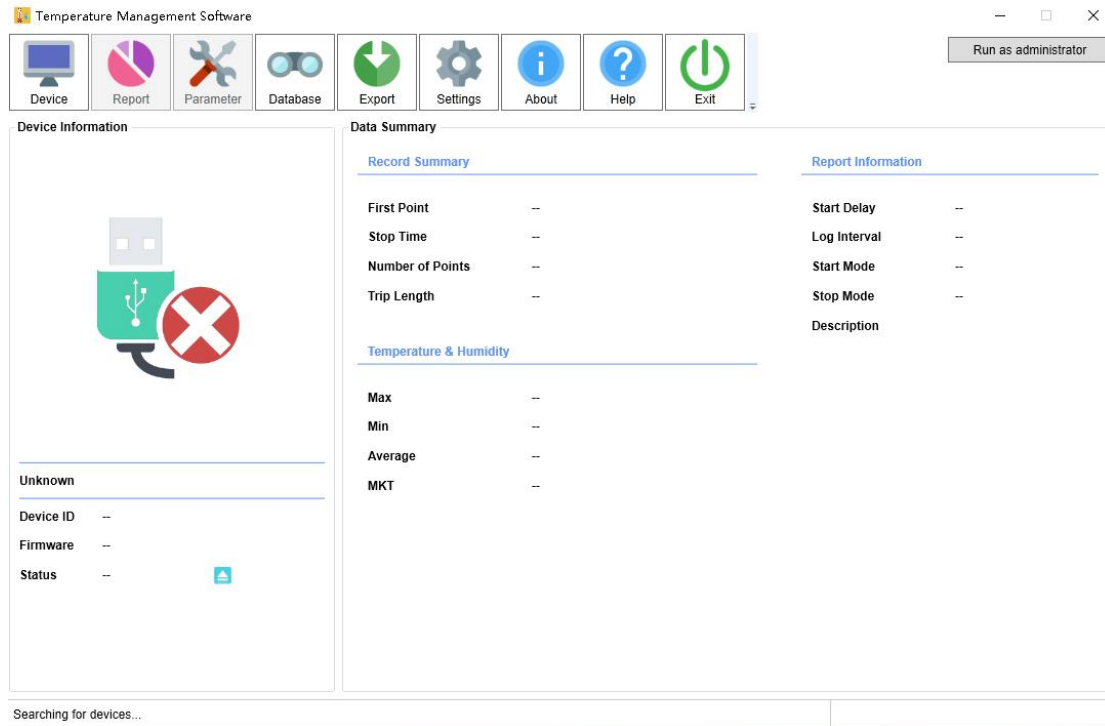 Temperature Management Software
Run as administrator
Device Report Parameter Database Export Settings About Help Exit
Device Information
Data Summary
Record Summary
Report Information
First Point --
Start Delay --
Stop Time --
Log Interval --
Number of Points --
Start Mode --
Trip Length --
Stop Mode --
Description
Temperature & Humidity
Max --
Min --
Average --
MKT --
Unknown
Device ID --
Firmware --
Status --
Searching for devices...